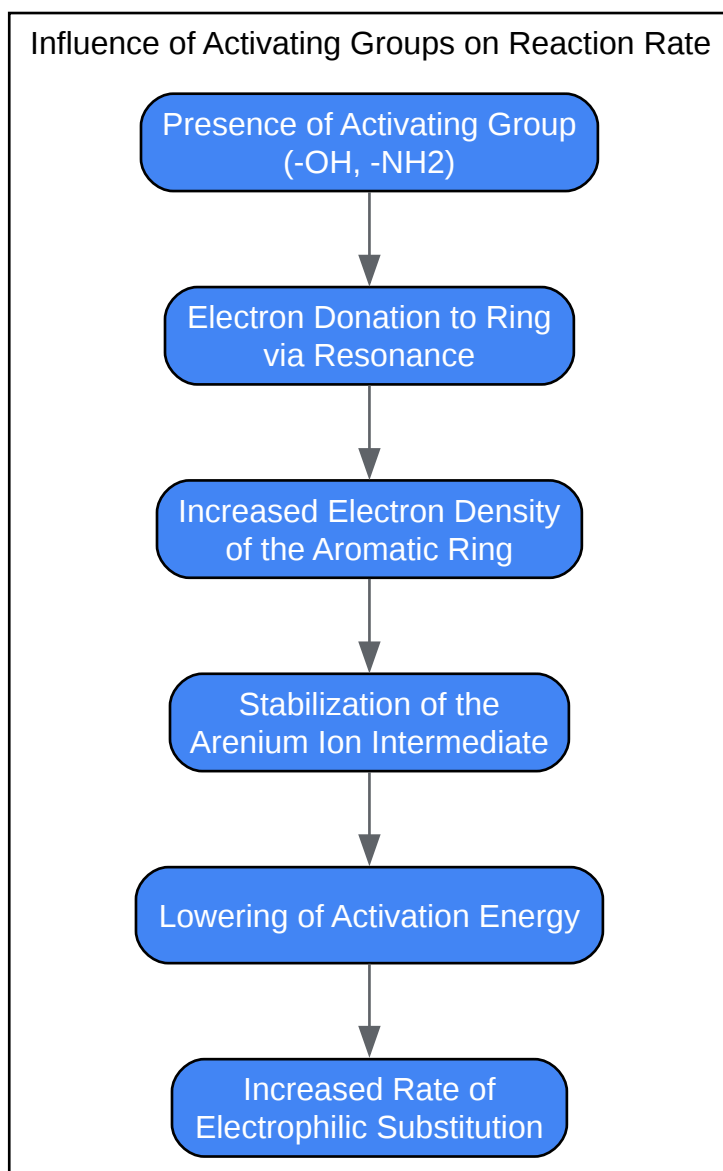 Influence of Activating Groups on Reaction Rate
Presence of Activating Group
(-OH, -NH2)
Electron Donation to Ring
via Resonance
Increased Electron Density
of the Aromatic Ring
Stabilization of the
Arenium Ion Intermediate
Lowering of Activation Energy
Increased Rate of
Electrophilic Substitution